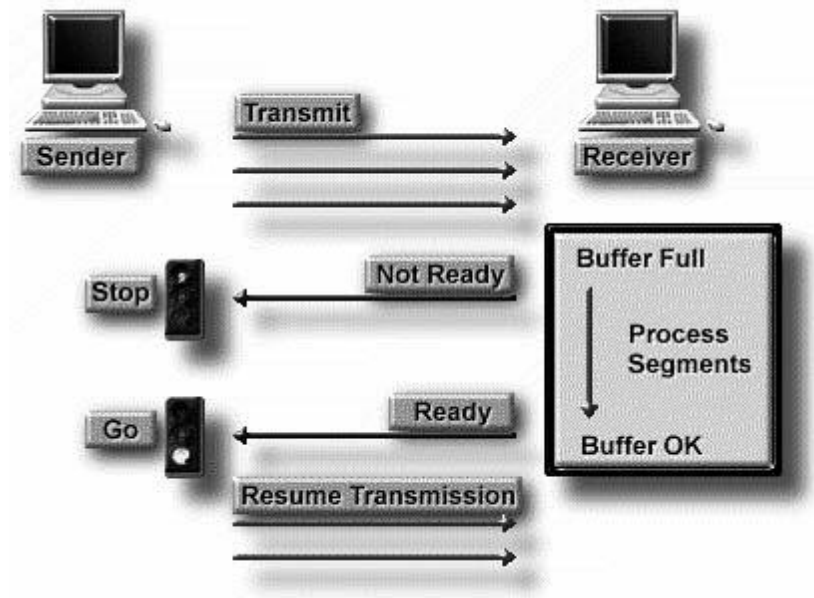 Transmit
Sender
Receiver
Buffer Full
Not Ready
Stop
Process
Segments
Ready
Go
Buffer OK
Resume Transmission